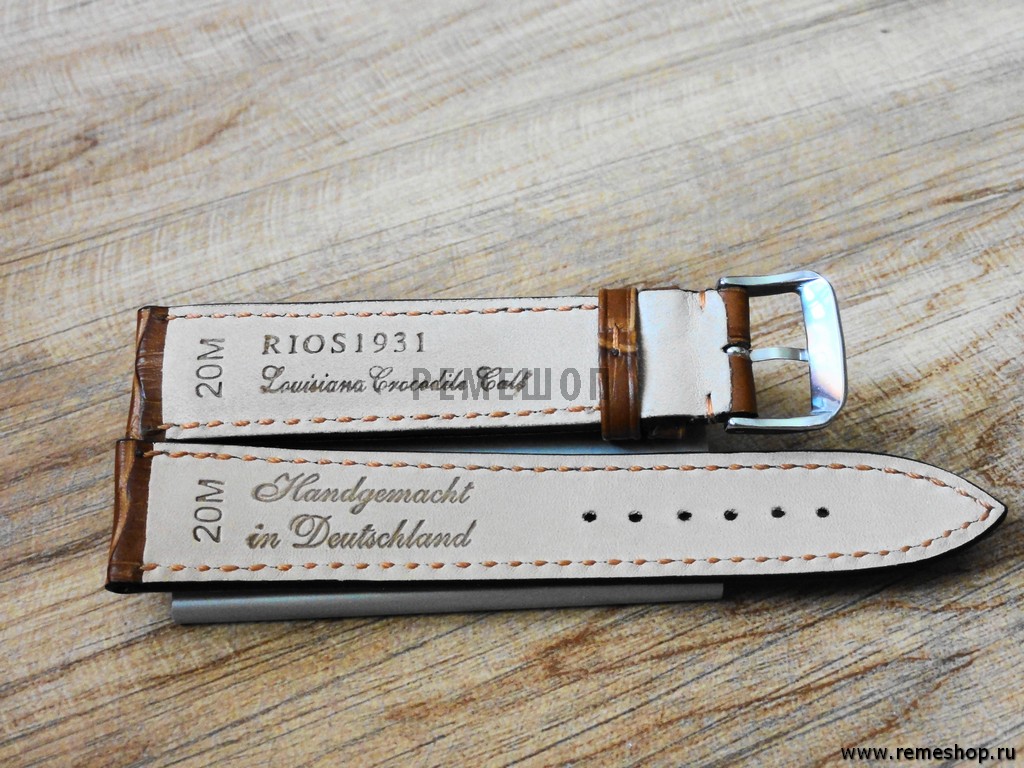 20M
RIOS1931
Louisiana Crocodile Calf
РЕМЕШОП
20M
Handgemacht
in Deutschland
www.remeshop.ru